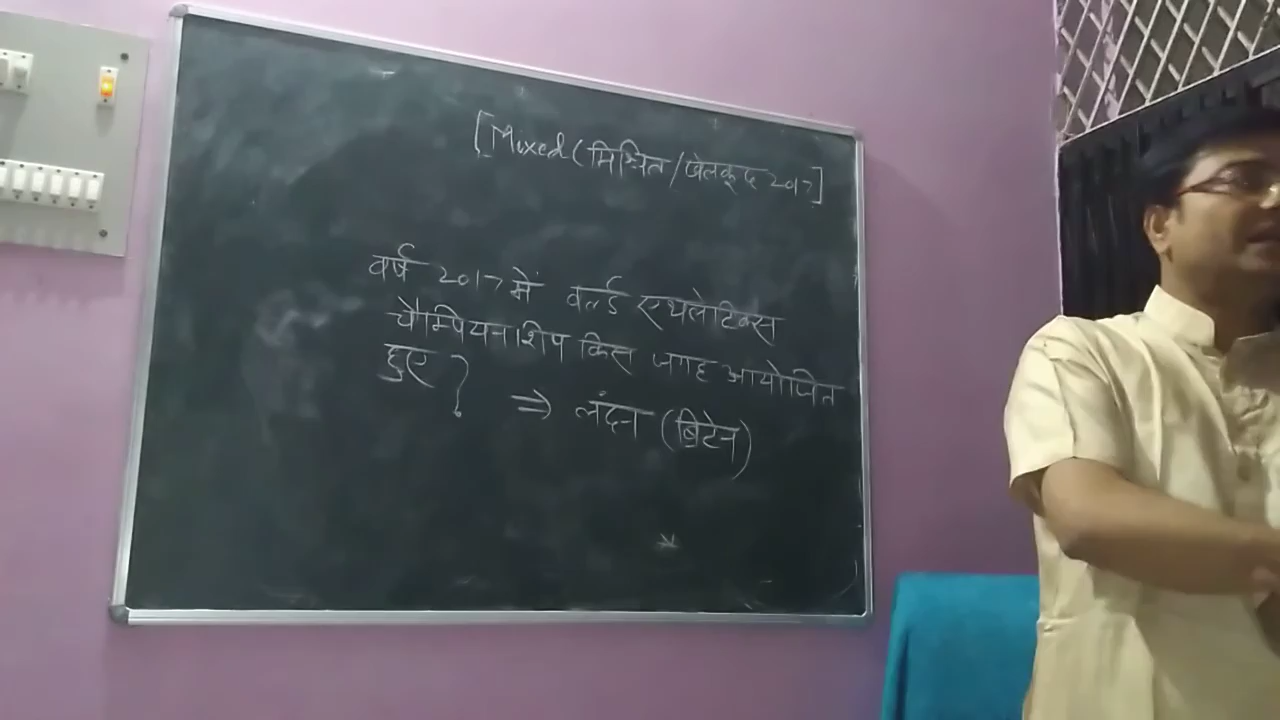 [Mixed (मिश्रित/खेलकूद 2017]
वर्ष 2017 में वर्ल्ड एथलेटिक्स
चैम्पियनशिप किस जगह आयोजित
हुए?
⇒ लंदन (ब्रिटेन)